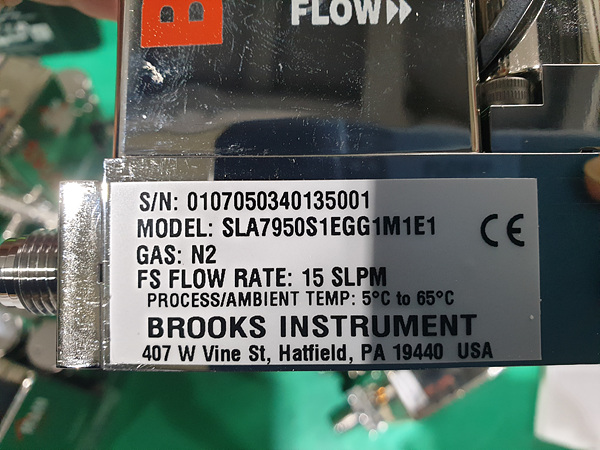 FLOW
S/N: 0107050340135001
MODEL: SLA7950S1EGG1M1E1
CE
GAS: N2
FS FLOW RATE: 15 SLPM
PROCESS/AMBIENT TEMP: 5°C to 65°C
BROOKS INSTRUMENT
407 W Vine St, Hatfield, PA 19440 USA